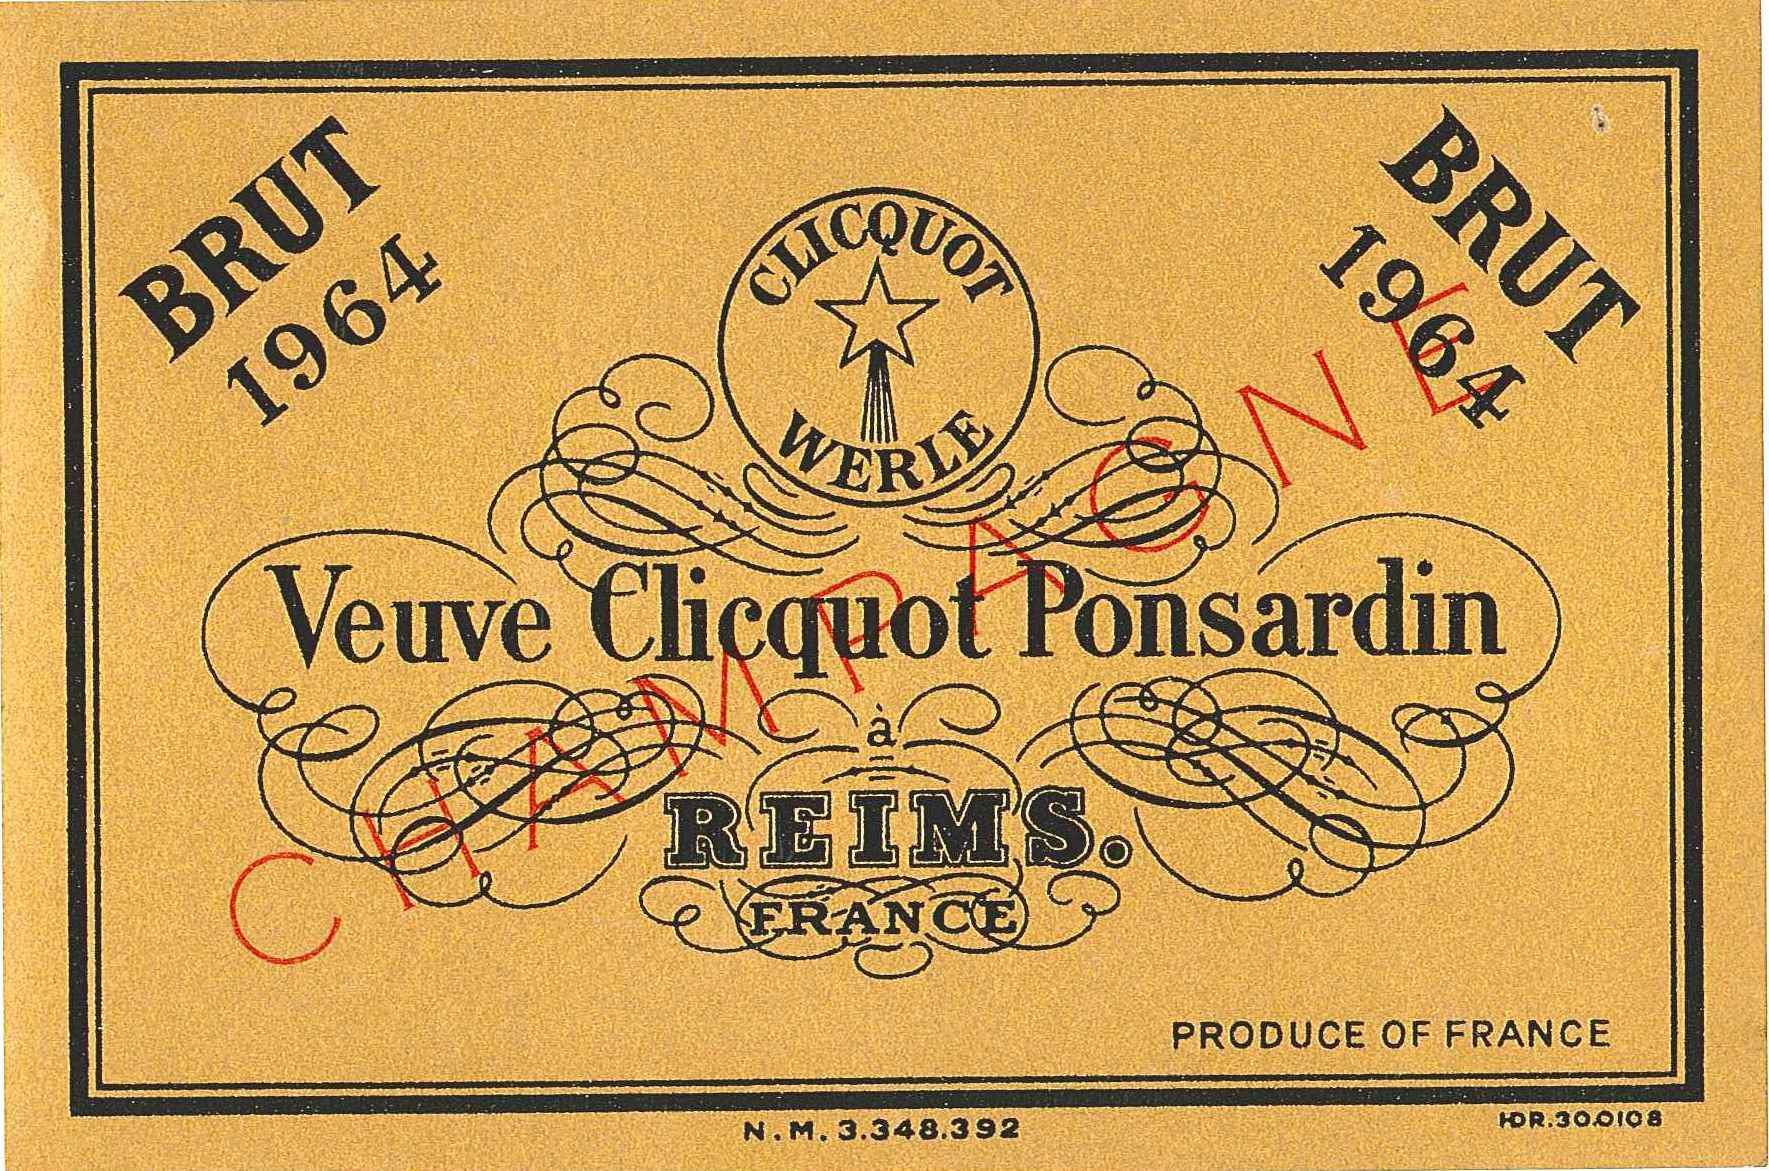 BRUT
1964
BRUT
1964
CLICQUOT
WERLE
CHAMPAGNE
Veuve Clicquot Ponsardin
à
REIMS.
FRANCE
PRODUCE OF FRANCE
N.M. 3.348.392
HDR.30.0108